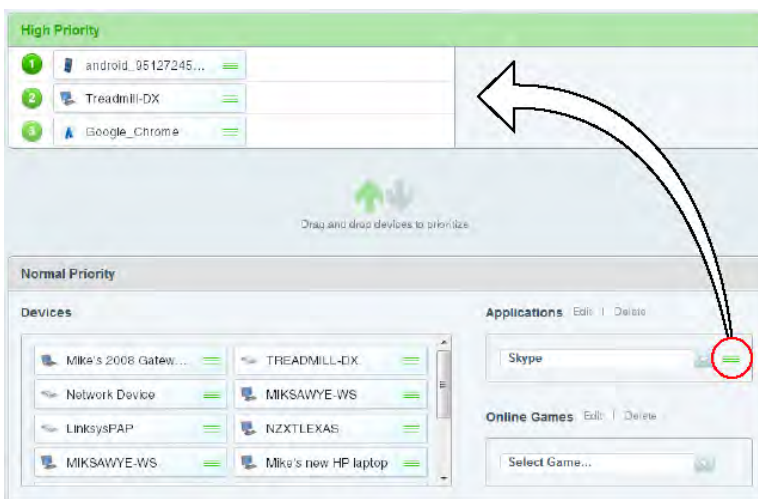 High Priority
1 android_95127245...
2 Treadmill-DX
3 Google_Chrome
Drag and drop devices to prioritize
Normal Priority
Devices
Mike's 2008 Gatew... TREADMILL-DX
Network Device MIKSAWYE-WS
LinksysPAP NZXTLEXAS
MIKSAWYE-WS Mike's new HP laptop
Applications Edit | Delete
Skype
Online Games Edit | Delete
Select Game...